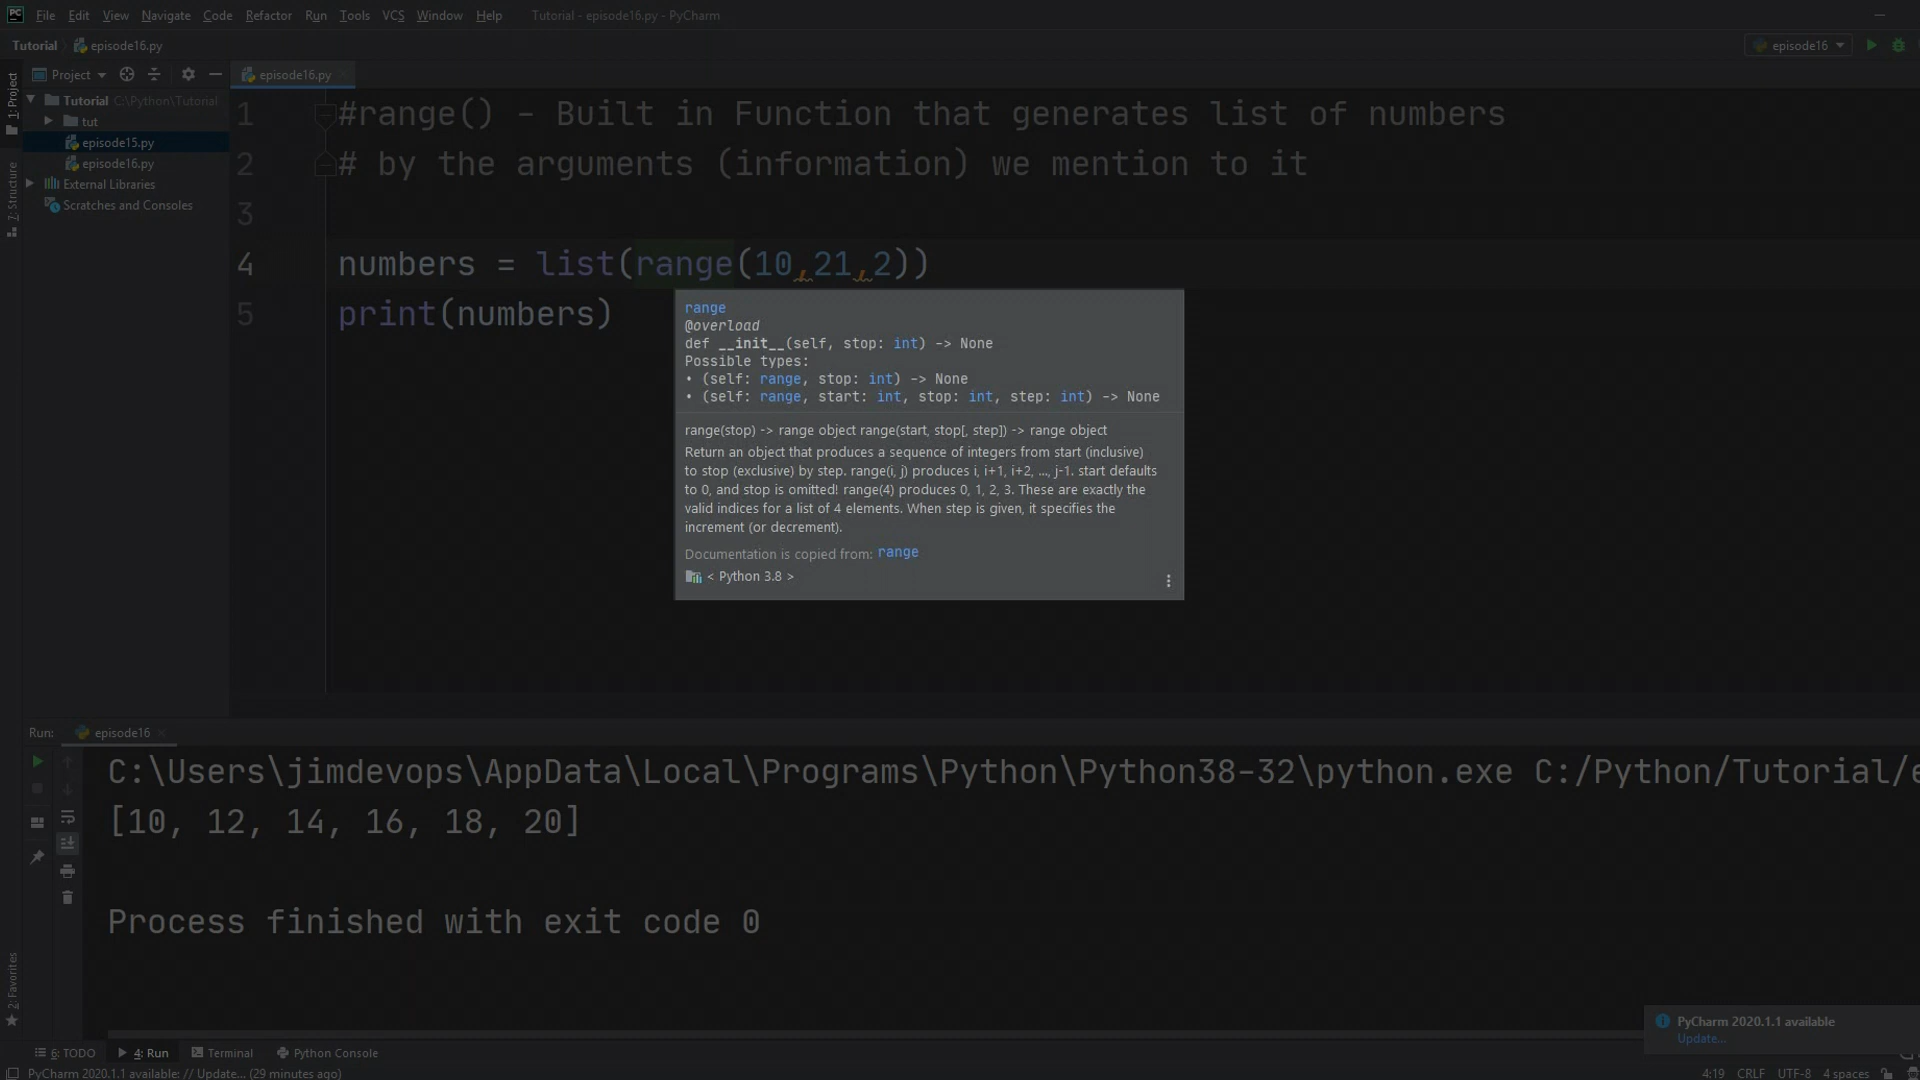 File Edit View Navigate Code Refactor Run Tools VCS Window Help Tutorial - episode16.py - PyCharm
Tutorial episode16.py episode16
Project episode16.py
1: Project
7: Structure
2: Favorites
Tutorial C:\Python\Tutorial
tut
episode15.py
episode16.py
External Libraries
Scratches and Consoles
1 #range() - Built in Function that generates list of numbers
2 # by the arguments (information) we mention to it
3
4 numbers = list(range(10,21,2))
5 print(numbers)
range
@overload
def __init__(self, stop: int) -> None
Possible types:
• (self: range, stop: int) -> None
• (self: range, start: int, stop: int, step: int) -> None
range(stop) -> range object range(start, stop[, step]) -> range object
Return an object that produces a sequence of integers from start (inclusive)
to stop (exclusive) by step. range(i, j) produces i, i+1, i+2, ..., j-1. start defaults
to 0, and stop is omitted! range(4) produces 0, 1, 2, 3. These are exactly the
valid indices for a list of 4 elements. When step is given, it specifies the
increment (or decrement).
Documentation is copied from: range
< Python 3.8 >
Run: episode16
C:\Users\jimdevops\AppData\Local\Programs\Python\Python38-32\python.exe C:/Python/Tutorial/e
[10, 12, 14, 16, 18, 20]
Process finished with exit code 0
PyCharm 2020.1.1 available
Update...
6: TODO 4: Run Terminal Python Console
PyCharm 2020.1.1 available: // Update... (29 minutes ago) 4:19 CRLF UTF-8 4 spaces